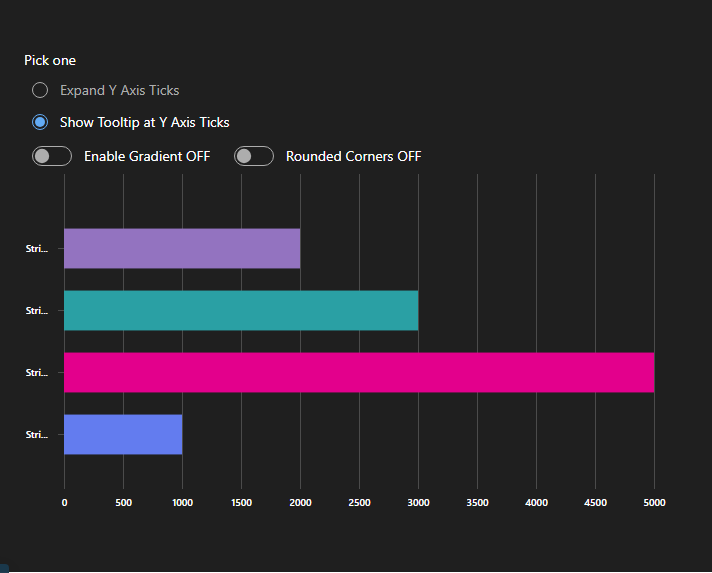 Pick one
Expand Y Axis Ticks
Show Tooltip at Y Axis Ticks
Enable Gradient OFF Rounded Corners OFF
Stri...
Stri...
Stri...
Stri...
0 500 1000 1500 2000 2500 3000 3500 4000 4500 5000